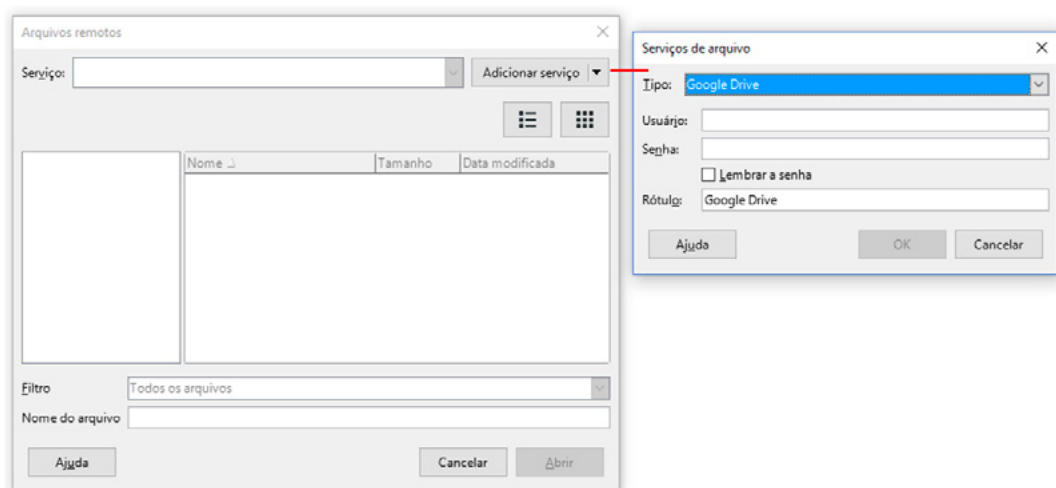 Arquivos remotos
Serviço: Adicionar serviço
Nome Tamanho Data modificada
Filtro Todos os arquivos
Nome do arquivo
Ajuda Cancelar Abrir
Serviços de arquivo
Tipo: Google Drive
Usuário:
Senha:
Lembrar a senha
Rótulo: Google Drive
Ajuda OK Cancelar